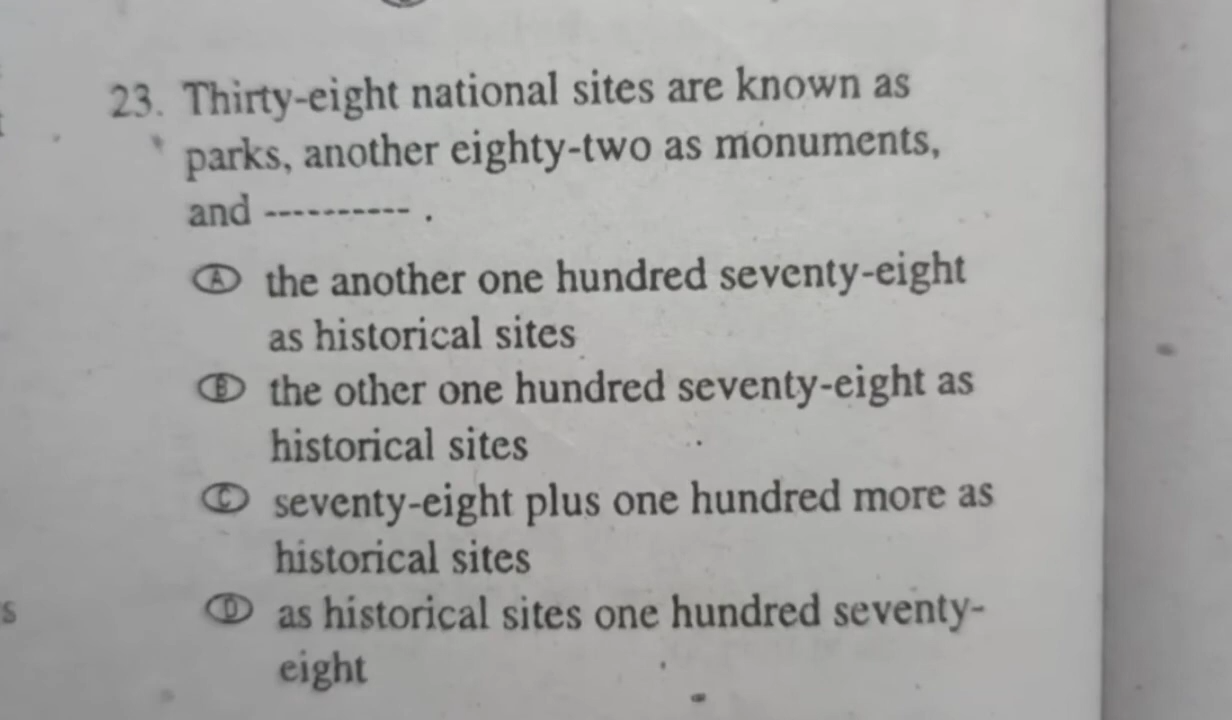 23. Thirty-eight national sites are known as
parks, another eighty-two as monuments,
and ---------- .
Ⓐ the another one hundred seventy-eight
as historical sites
Ⓑ the other one hundred seventy-eight as
historical sites
Ⓒ seventy-eight plus one hundred more as
historical sites
Ⓓ as historical sites one hundred seventy-
eight
s